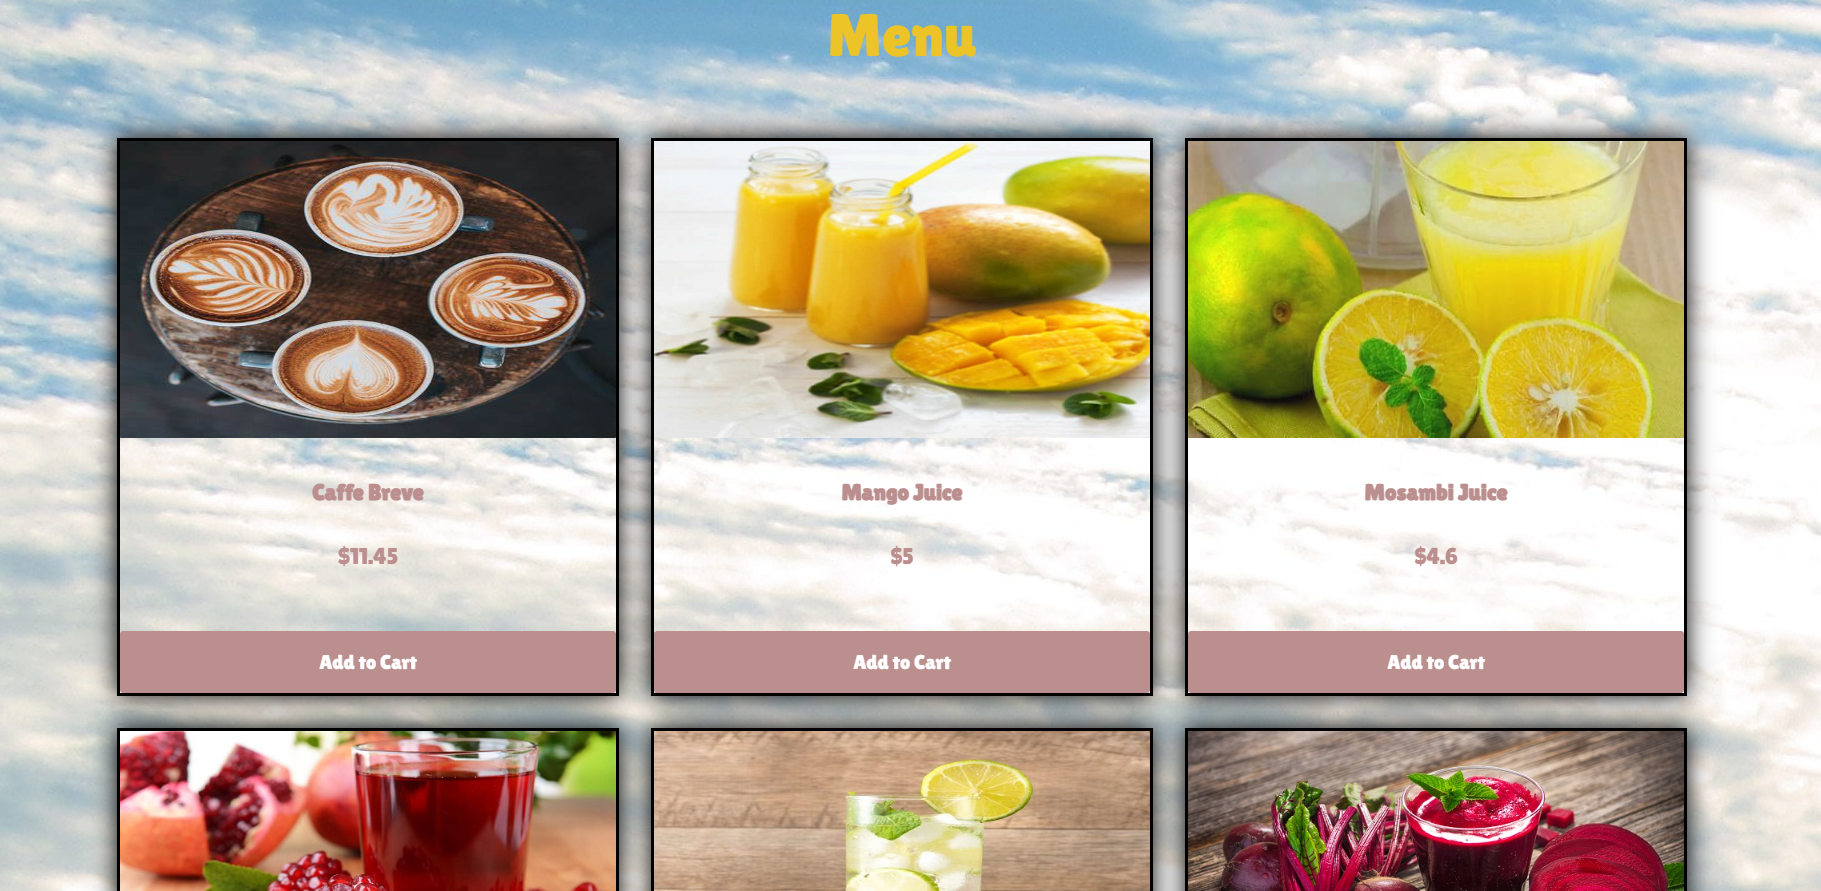 Menu
Caffe Breve
$11.45
Add to Cart
Mango Juice
$5
Add to Cart
Mosambi Juice
$4.6
Add to Cart